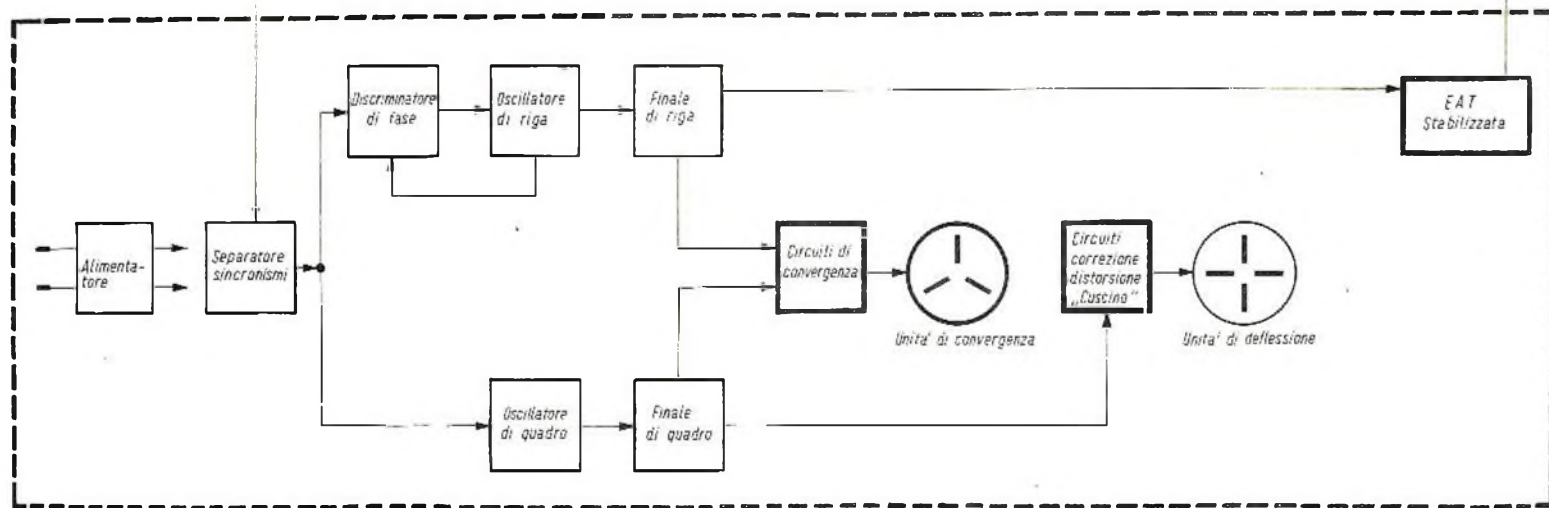 Discriminatore
di fase
Oscillatore
di riga
Finale
di riga
EAT
Stabilizzata
Alimenta-
tore
Separatore
sincronismi
Circuiti di
convergenza
Unita' di convergenza
Circuiti
correzione
distorsione
„Cuscino“
Unita' di deflessione
Oscillatore
di quadro
Finale
di quadro